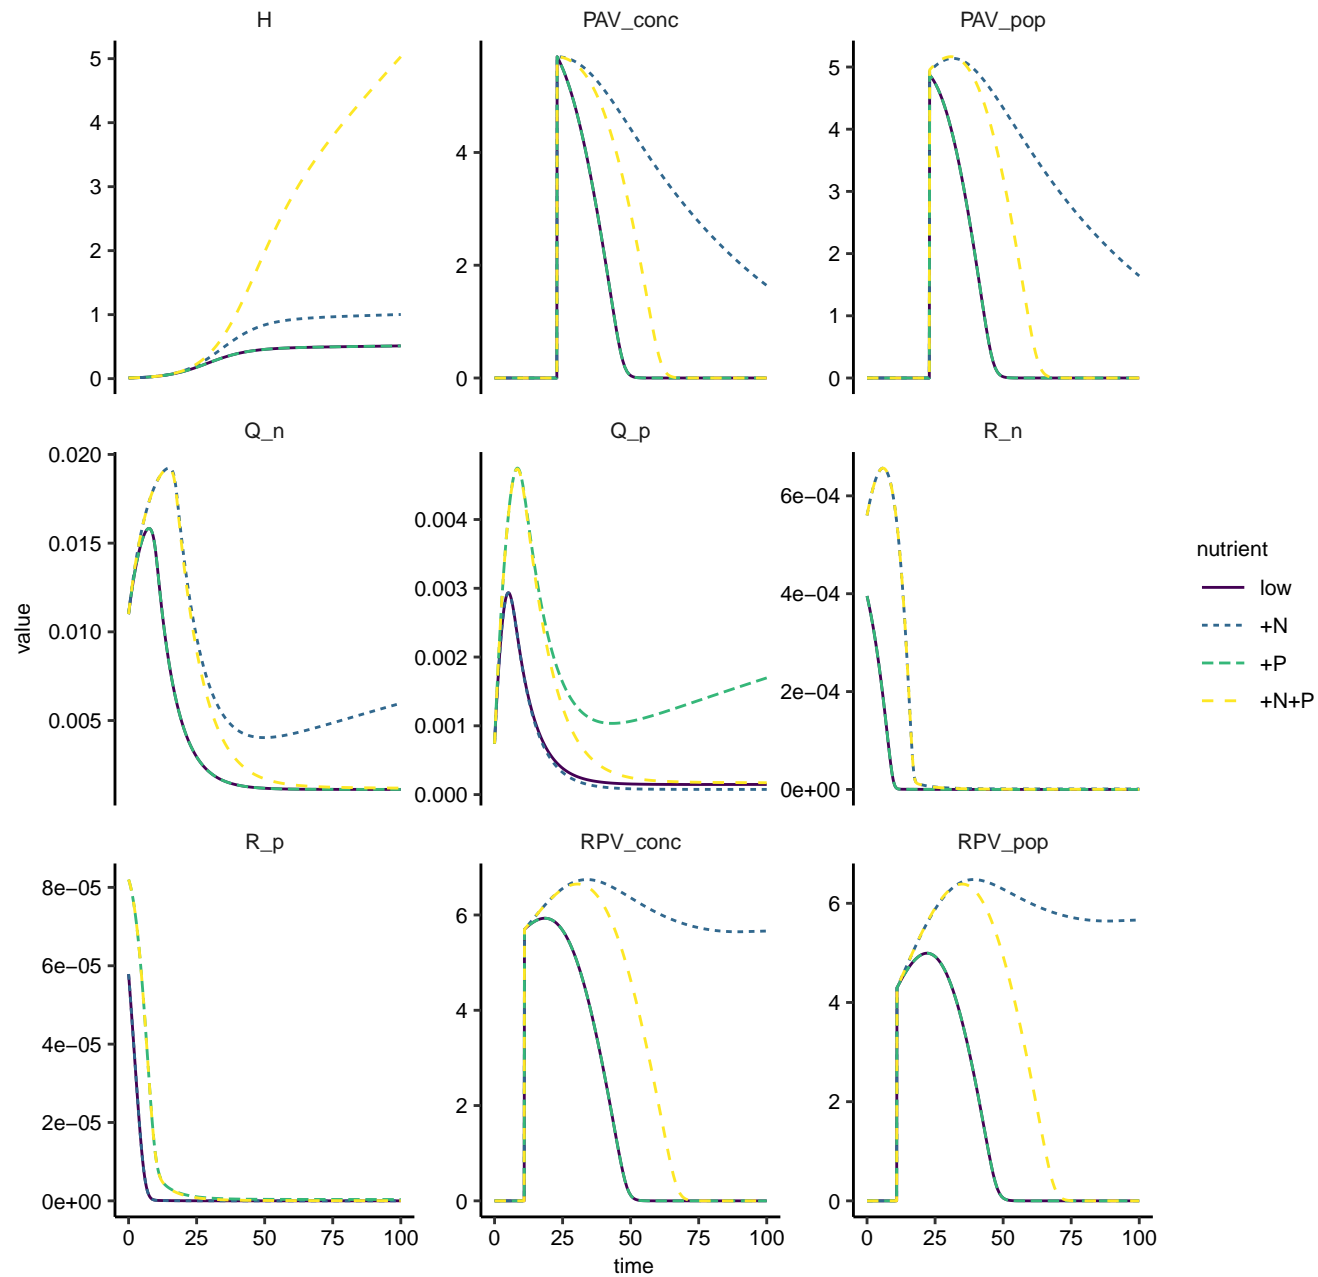 H
PAV_conc
PAV_pop
5
4
3
2
1
0
4
2
0
5
4
3
2
1
0
Q_n
Q_p
R_n
0.020
0.015
0.010
0.005
0.004
0.003
0.002
0.001
0.000
6e−04
4e−04
2e−04
0e+00
R_p
RPV_conc
RPV_pop
8e−05
6e−05
4e−05
2e−05
0e+00
6
4
2
0
6
4
2
0
0 25 50 75 100
0 25 50 75 100
0 25 50 75 100
time
value
nutrient
low
+N
+P
+N+P